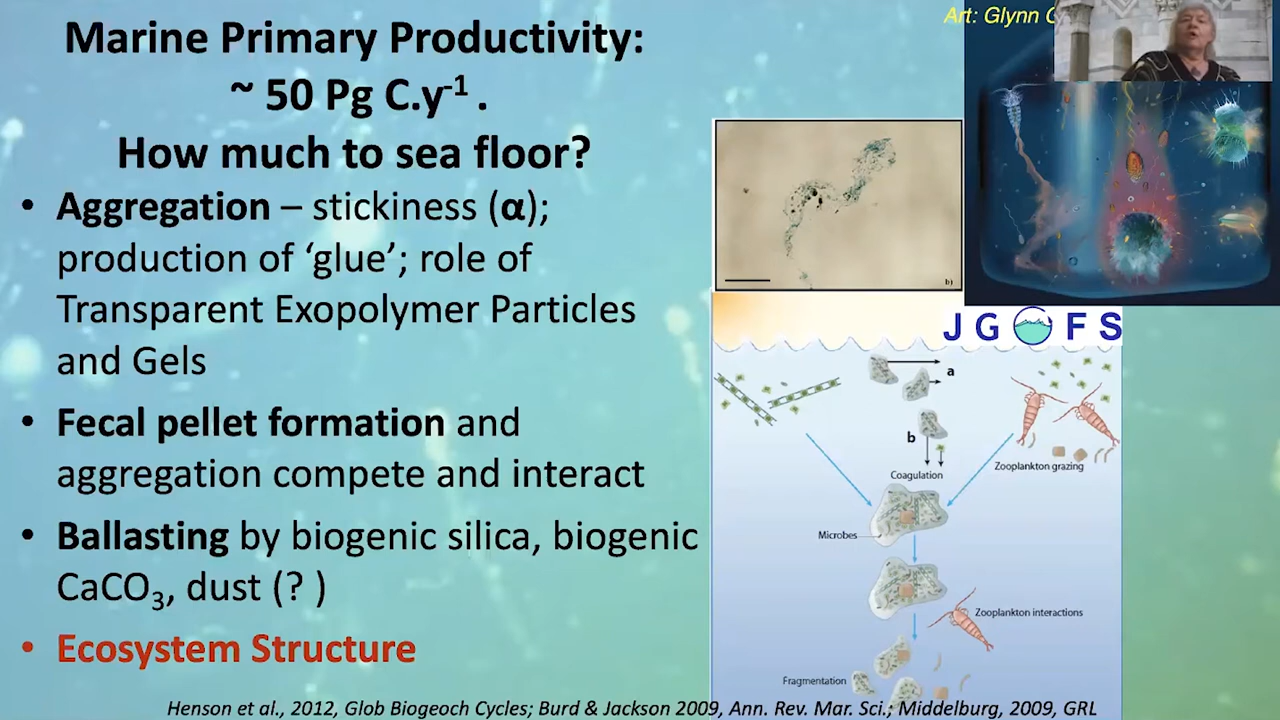 Marine Primary Productivity:
~ 50 Pg C.y-1 .
How much to sea floor?
• Aggregation – stickiness (α);
production of ‘glue’; role of
Transparent Exopolymer Particles
and Gels
• Fecal pellet formation and
aggregation compete and interact
• Ballasting by biogenic silica, biogenic
CaCO3, dust (? )
• Ecosystem Structure
Art: Glynn
b)
JGOFS
a
b
Coagulation
Zooplankton grazing
Microbes
Zooplankton interactions
Fragmentation
Henson et al., 2012, Glob Biogeoch Cycles; Burd & Jackson 2009, Ann. Rev. Mar. Sci.; Middelburg, 2009, GRL